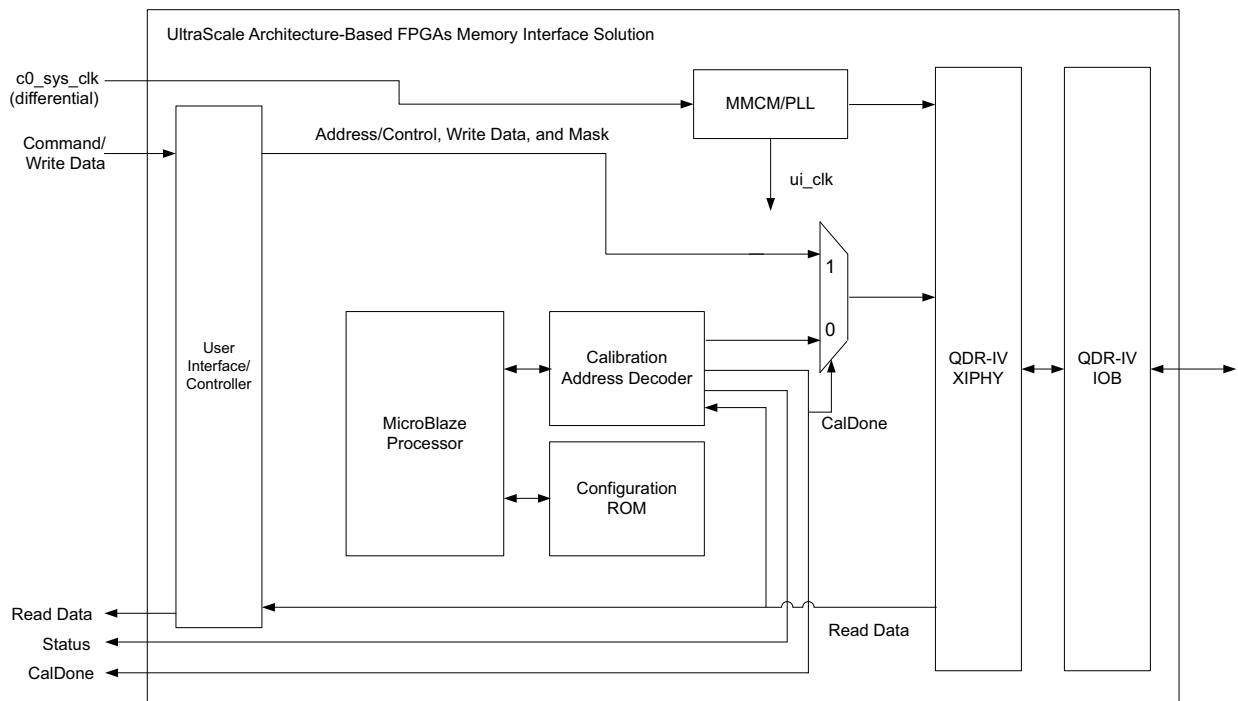 UltraScale Architecture-Based FPGAs Memory Interface Solution
c0_sys_clk
(differential)
MMCM/PLL
Command/
Write Data
Address/Control, Write Data, and Mask
ui_clk
1
0
User
Interface/
Controller
Calibration
Address Decoder
QDR-IV
XIPHY
QDR-IV
IOB
MicroBlaze
Processor
CalDone
Configuration
ROM
Read Data
Read Data
Status
CalDone